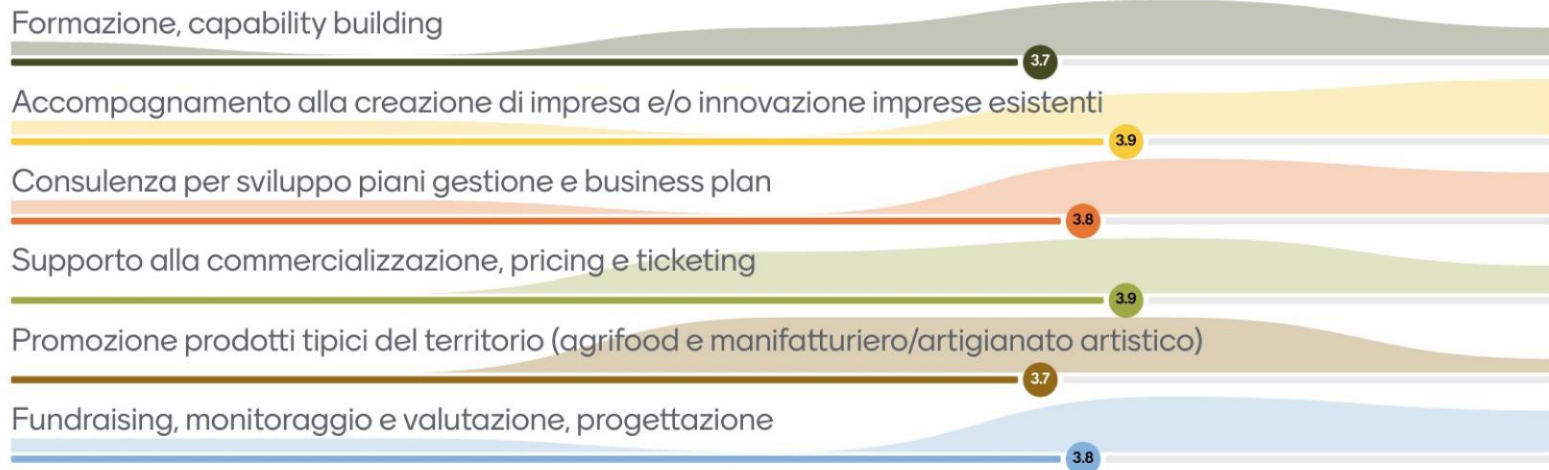 Formazione, capability building
3.7
Accompagnamento alla creazione di impresa e/o innovazione imprese esistenti
3.9
Consulenza per sviluppo piani gestione e business plan
3.8
Supporto alla commercializzazione, pricing e ticketing
3.9
Promozione prodotti tipici del territorio (agrifood e manifatturiero/artigianato artistico)
3.7
Fundraising, monitoraggio e valutazione, progettazione
3.8